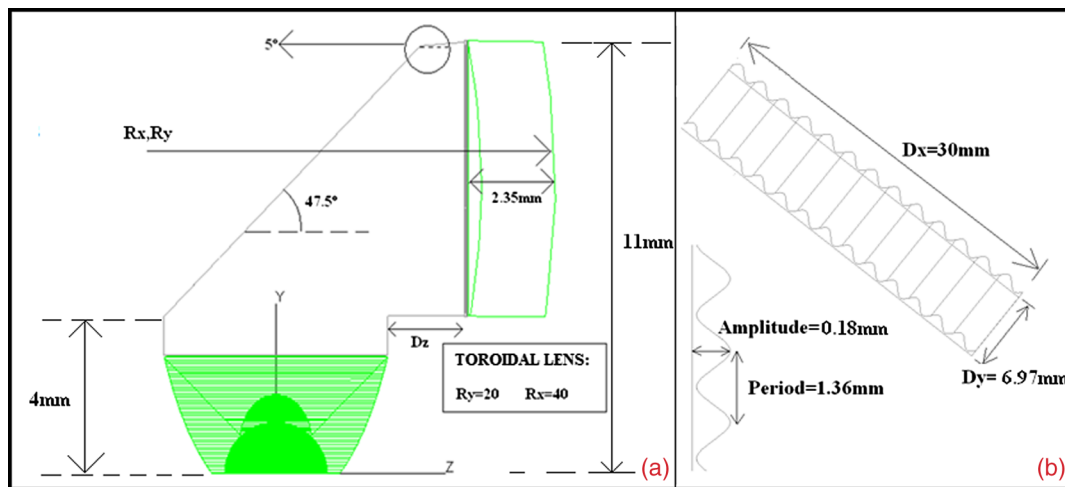 5°
Rx,Ry
47.5°
2.35mm
11mm
Y
Dz
TOROIDAL LENS:
Ry=20 Rx=40
4mm
Z
(a)
Dx=30mm
Amplitude=0.18mm
Period=1.36mm
Dy= 6.97mm
(b)